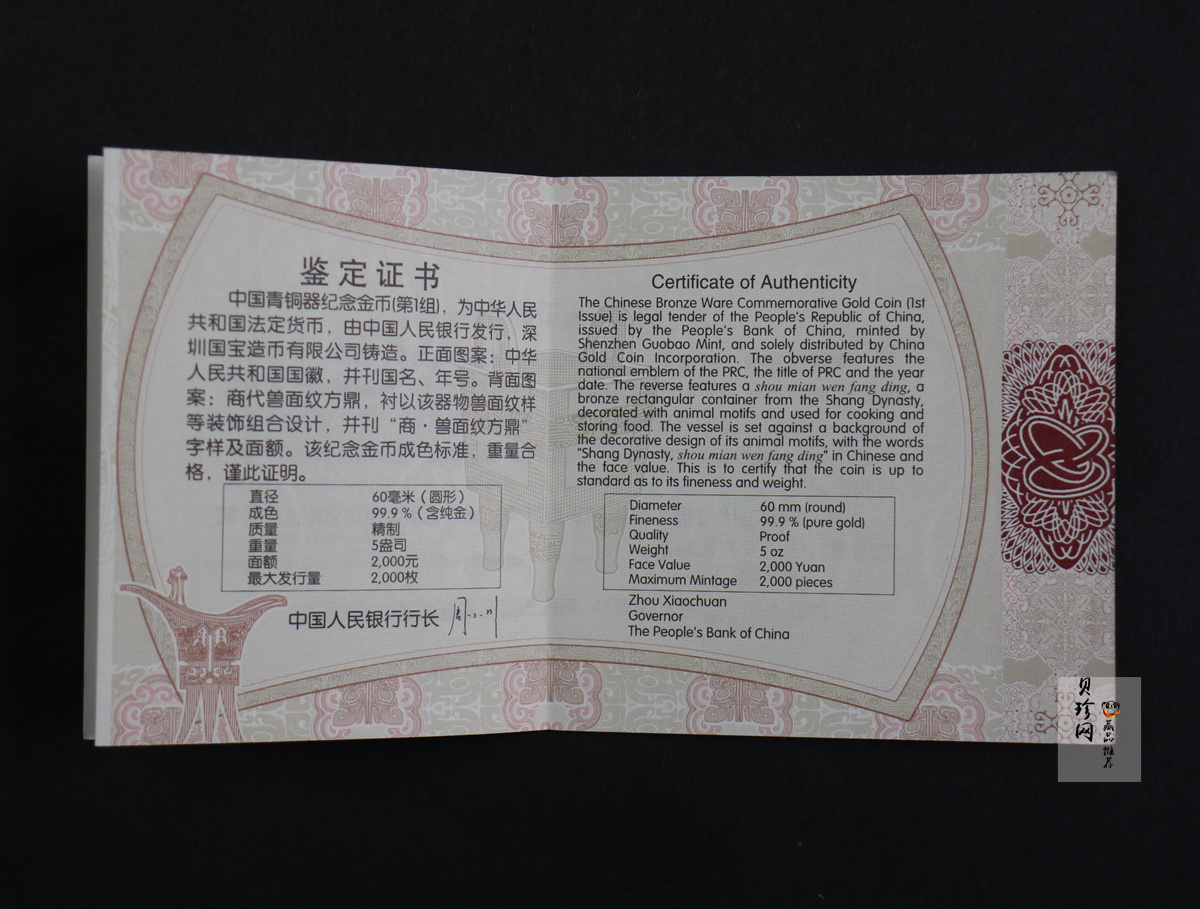 鉴定证书
中国青铜器纪念金币(第1组)，为中华人民
共和国法定货币，由中国人民银行发行，深
圳国宝造币有限公司铸造。正面图案：中华
人民共和国国徽，并刊国名、年号。背面图
案：商代兽面纹方鼎，衬以该器物兽面纹样
等装饰组合设计，并刊“商·兽面纹方鼎”
字样及面额。该纪念金币成色标准，重量合
格，谨此证明。
直径 60毫米（圆形）
成色 99.9％（含纯金）
质量 精制
重量 5盎司
面额 2,000元
最大发行量 2,000枚
中国人民银行行长
Certificate of Authenticity
The Chinese Bronze Ware Commemorative Gold Coin (1st
Issue) is legal tender of the People's Republic of China,
issued by the People's Bank of China, minted by
Shenzhen Guobao Mint, and solely distributed by China
Gold Coin Incorporation. The obverse features the
national emblem of the PRC, the title of PRC and the year
date. The reverse features a shou mian wen fang ding, a
bronze rectangular container from the Shang Dynasty,
decorated with animal motifs and used for cooking and
storing food. The vessel is set against a background of
the decorative design of its animal motifs, with the words
"Shang Dynasty, shou mian wen fang ding" in Chinese and
the face value. This is to certify that the coin is up to
standard as to its fineness and weight.
Diameter 60 mm (round)
Fineness 99.9 % (pure gold)
Quality Proof
Weight 5 oz
Face Value 2,000 Yuan
Maximum Mintage 2,000 pieces
Zhou Xiaochuan
Governor
The People's Bank of China
贝珍网
藏品推荐